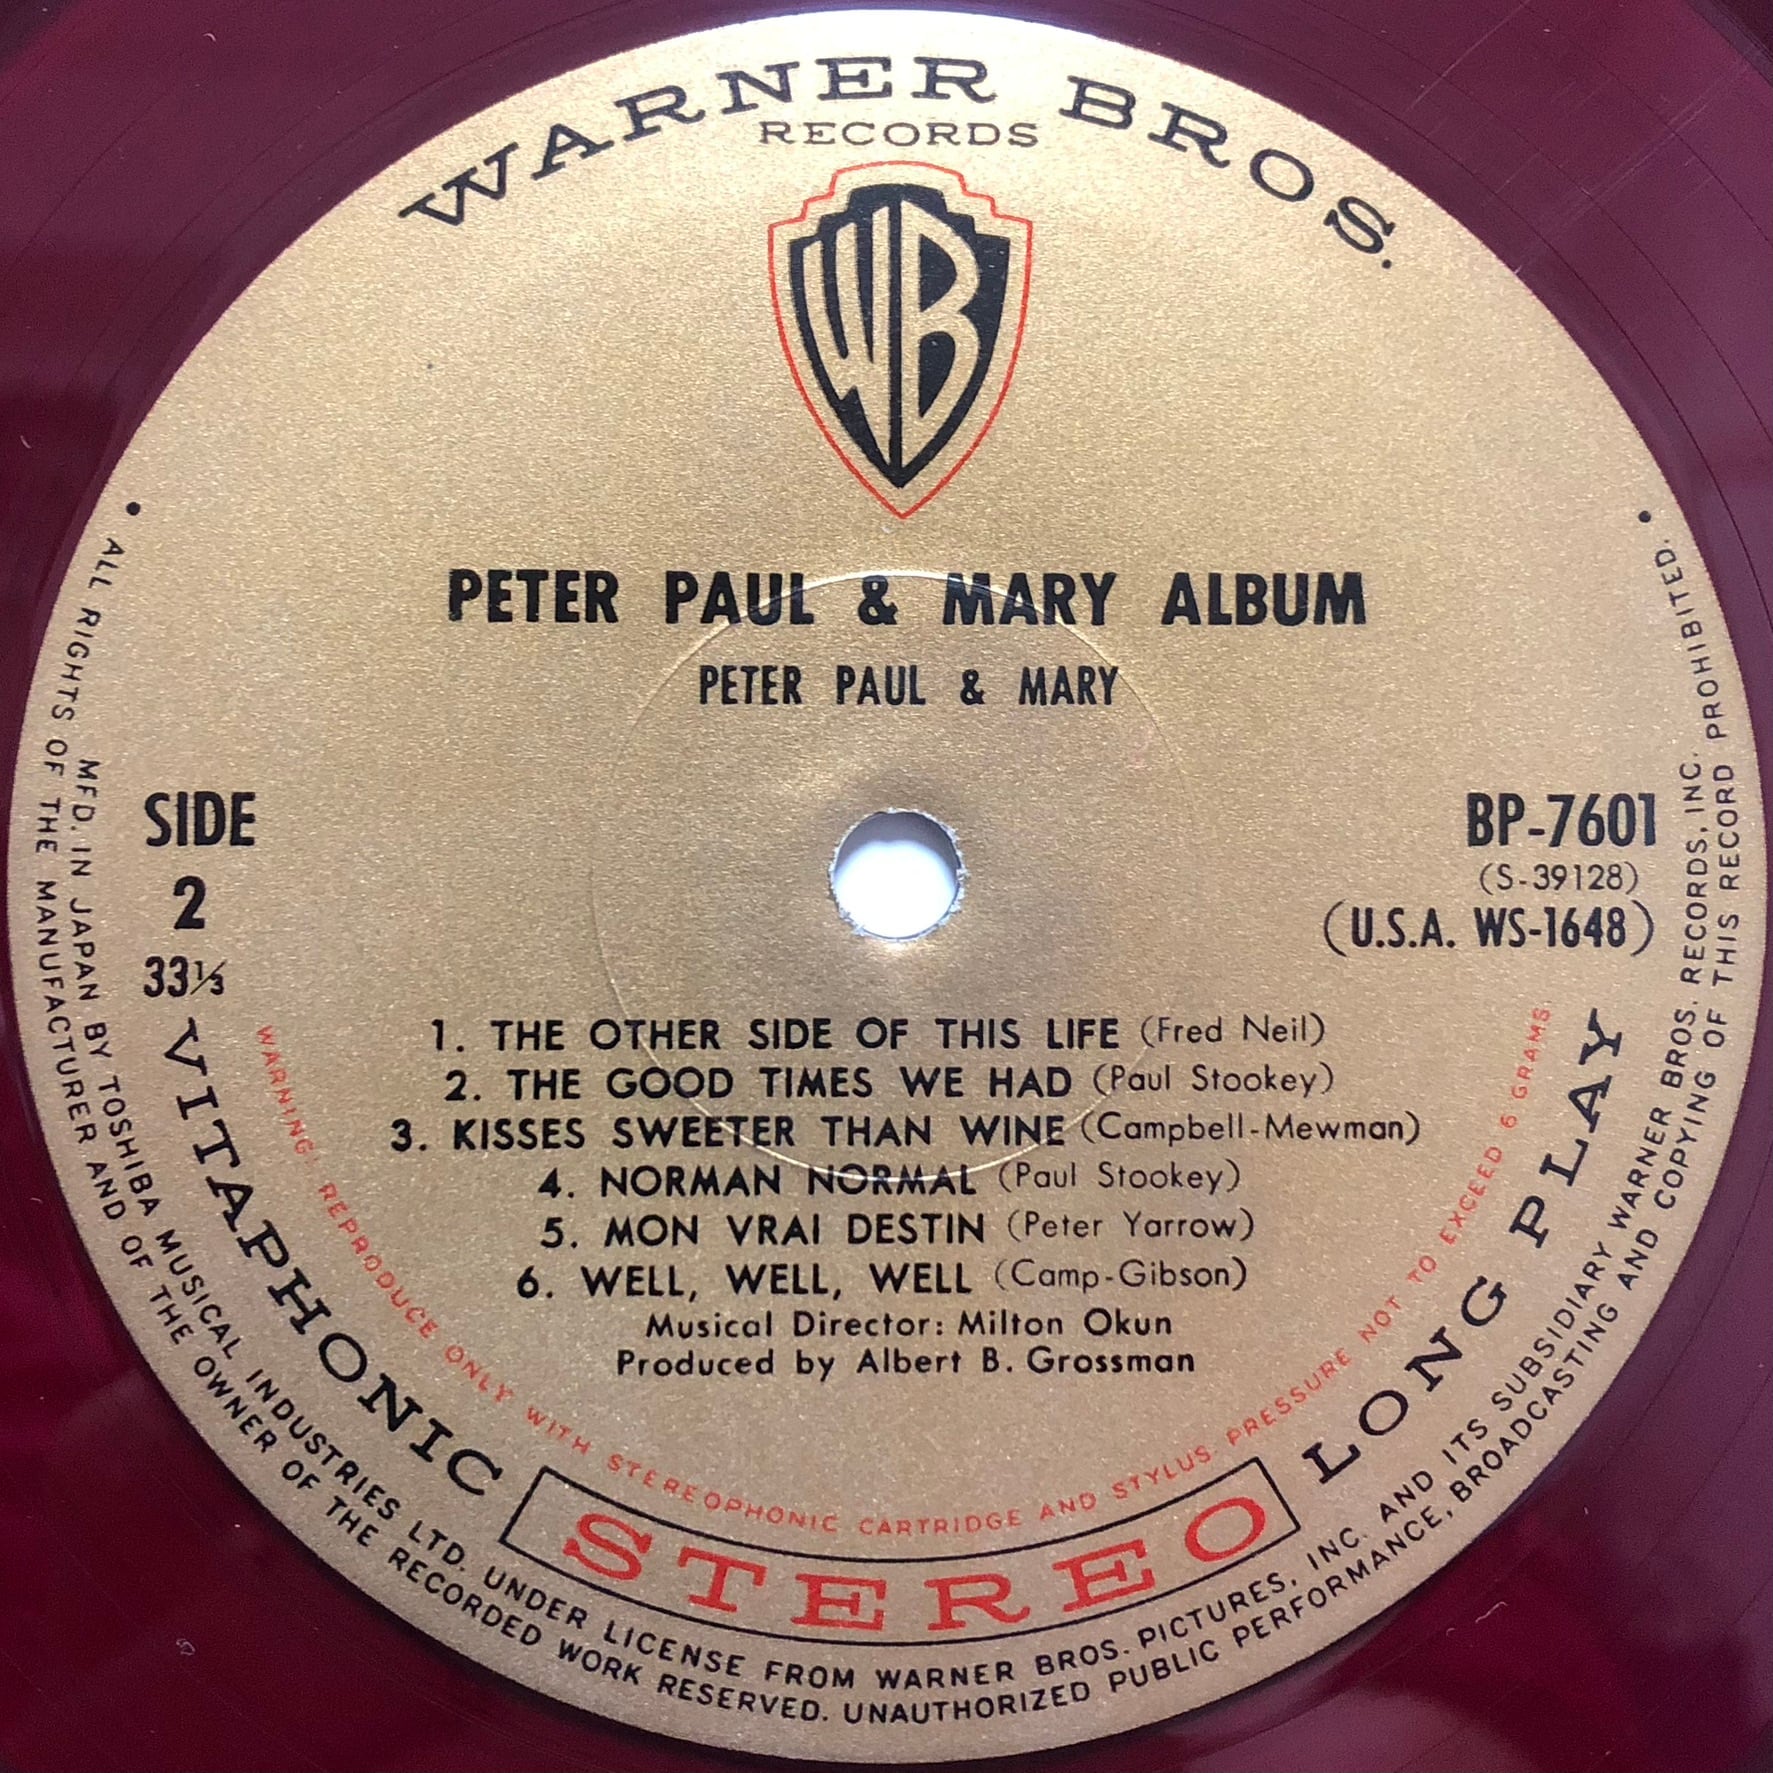 WARNER BROS.
RECORDS
WB
PETER PAUL & MARY ALBUM
PETER PAUL & MARY
SIDE
2
33⅓
BP-7601
(S-39128)
(U.S.A. WS-1648)
1. THE OTHER SIDE OF THIS LIFE (Fred Neil)
2. THE GOOD TIMES WE HAD (Paul Stookey)
3. KISSES SWEETER THAN WINE (Campbell-Mewman)
4. NORMAN NORMAL (Paul Stookey)
5. MON VRAI DESTIN (Peter Yarrow)
6. WELL, WELL, WELL (Camp-Gibson)
Musical Director: Milton Okun
Produced by Albert B. Grossman
WARNING: REPRODUCE ONLY WITH STEREOPHONIC CARTRIDGE AND STYLUS. PRESSURE NOT TO EXCEED 6 GRAMS.
VITAPHONIC STEREO LONG PLAY
MFD. IN JAPAN BY TOSHIBA MUSICAL INDUSTRIES LTD. UNDER LICENSE FROM WARNER BROS. PICTURES, INC. AND ITS SUBSIDIARY WARNER BROS. RECORDS, INC.
• ALL RIGHTS OF THE MANUFACTURER AND OF THE OWNER OF THE RECORDED WORK RESERVED. UNAUTHORIZED PUBLIC PERFORMANCE, BROADCASTING AND COPYING OF THIS RECORD PROHIBITED. •